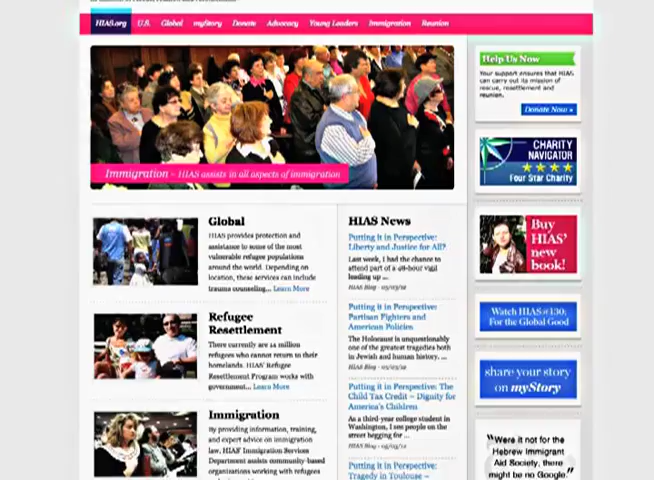 HIAS.org U.S. Global myStory Donate Advocacy Young Leaders Immigration Reunion
Immigration – HIAS assists in all aspects of immigration
Global
HIAS provides protection and
assistance to some of the most
vulnerable refugee populations
around the world. Depending on
location, these services can include
trauma counseling... Learn More
Refugee
Resettlement
There currently are 14 million
refugees who cannot return to their
homelands. HIAS' Refugee
Resettlement Program works with
government... Learn More
Immigration
By providing information, training,
and expert advice on immigration
law, HIAS' Immigration Services
Department assists community-based
organizations working with refugees
HIAS News
Putting it in Perspective:
Liberty and Justice for All?
Last week, I had the chance to
attend part of a 48-hour vigil
leading up ...
HIAS Blog -
Putting it in Perspective:
Partisan Fighters and
American Policies
The Holocaust is unquestionably
one of the greatest tragedies both
in Jewish and human history. ...
HIAS Blog -
Putting it in Perspective: The
Child Tax Credit – Dignity for
America's Children
As a third-year college student in
Washington, I see people on the
street begging for ...
HIAS Blog -
Putting it in Perspective:
Tragedy in Toulouse –
Help Us Now
Your support ensures that HIAS
can carry out its mission of
rescue, resettlement and
reunion.
Donate Now »
CHARITY
NAVIGATOR
Four Star Charity
Buy
HIAS'
new
book!
Watch HIAS@130:
For the Global Good
share your story
on myStory
"Were it not for the
Hebrew Immigrant
Aid Society, there
might be no Google."